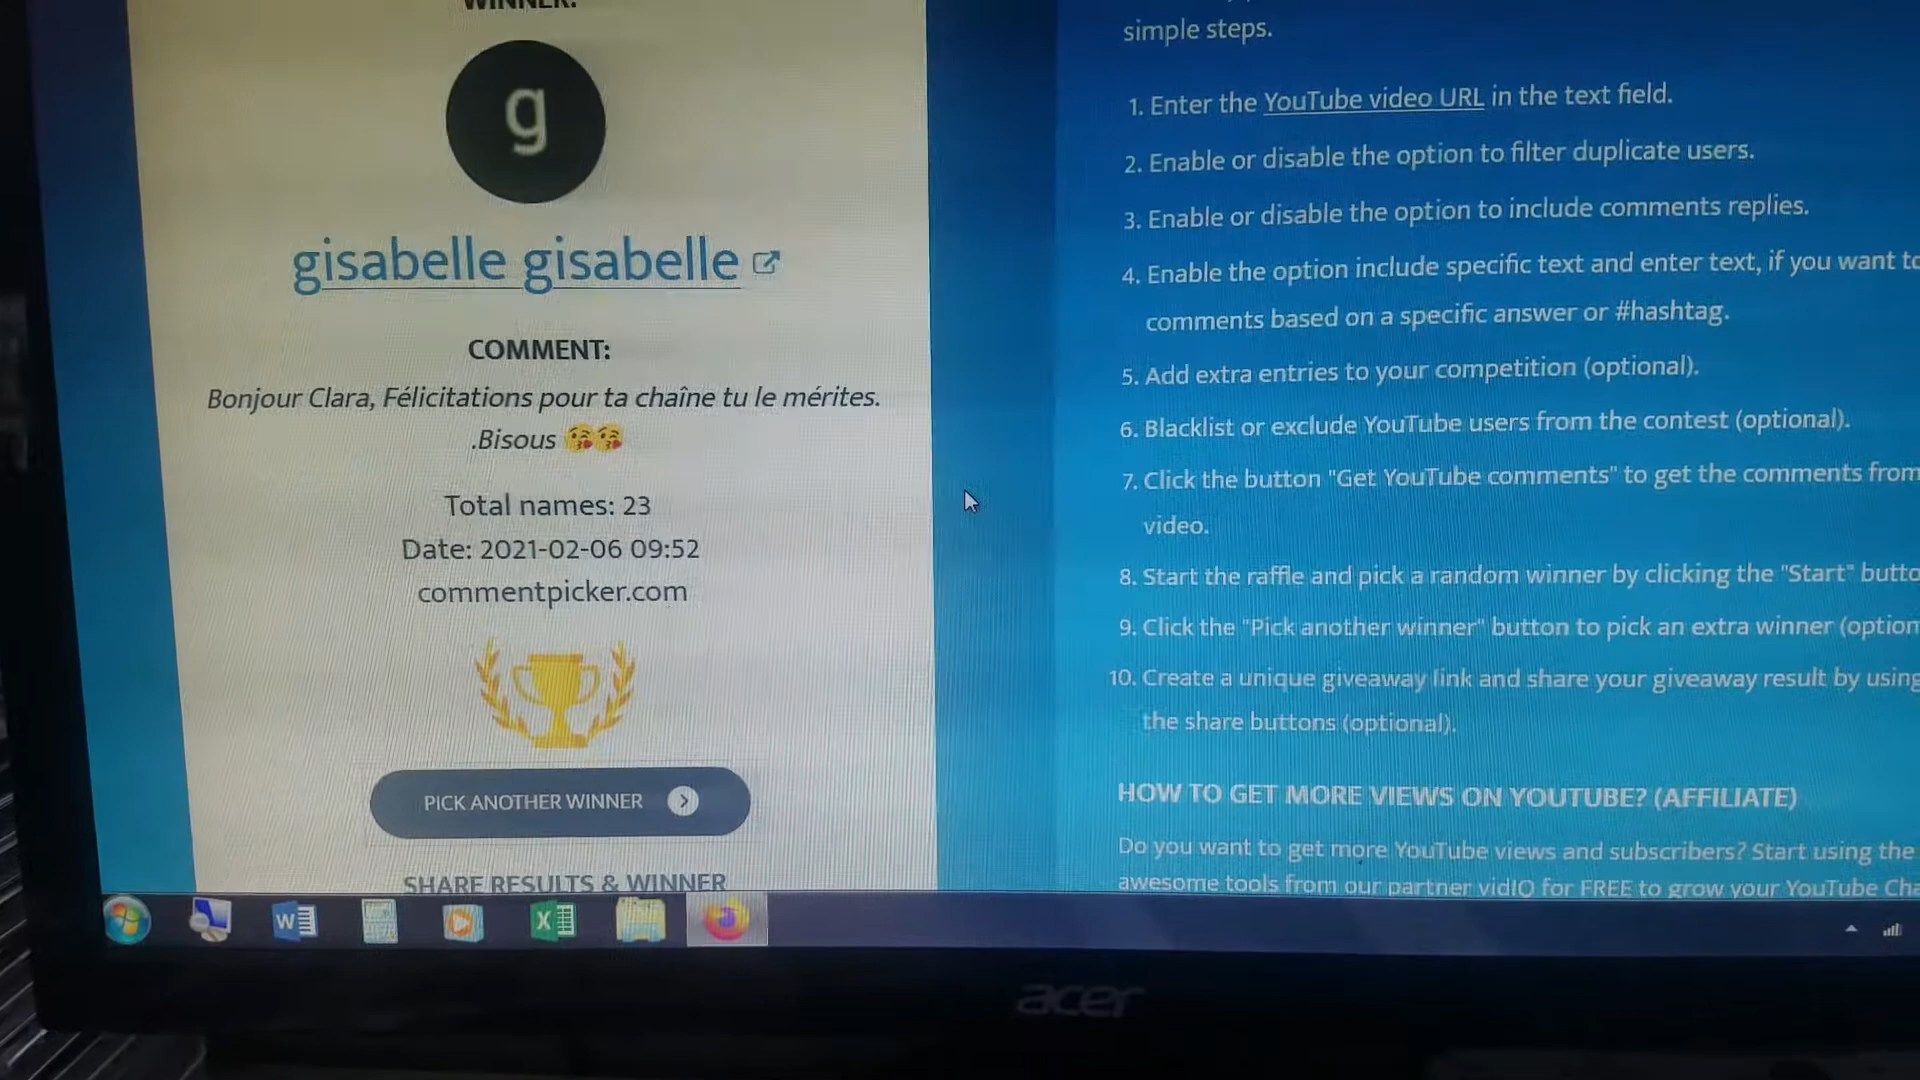 WINNER:
g
gisabelle gisabelle
COMMENT:
Bonjour Clara, Félicitations pour ta chaîne tu le mérites.
.Bisous 😘😘
Total names: 23
Date: 2021-02-06 09:52
commentpicker.com
PICK ANOTHER WINNER
SHARE RESULTS & WINNER
simple steps.
1. Enter the YouTube video URL in the text field.
2. Enable or disable the option to filter duplicate users.
3. Enable or disable the option to include comments replies.
4. Enable the option include specific text and enter text, if you want to
comments based on a specific answer or #hashtag.
5. Add extra entries to your competition (optional).
6. Blacklist or exclude YouTube users from the contest (optional).
7. Click the button "Get YouTube comments" to get the comments from
video.
8. Start the raffle and pick a random winner by clicking the "Start" butto
9. Click the "Pick another winner" button to pick an extra winner (option
10. Create a unique giveaway link and share your giveaway result by using
the share buttons (optional).
HOW TO GET MORE VIEWS ON YOUTUBE? (AFFILIATE)
Do you want to get more YouTube views and subscribers? Start using the
awesome tools from our partner vidIQ for FREE to grow your YouTube Cha
acer